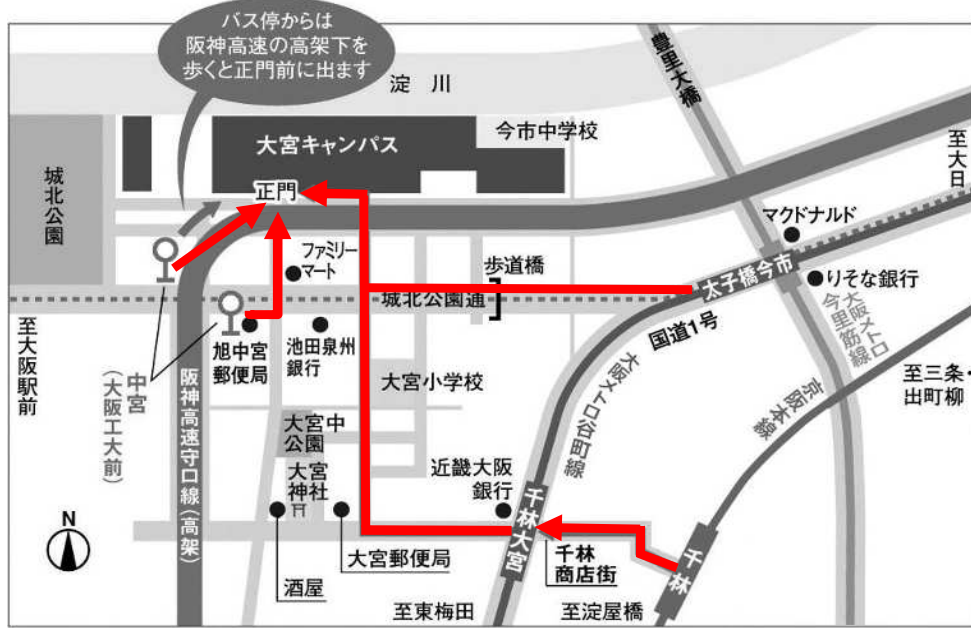 バス停からは
阪神高速の高架下を
歩くと正門前に出ます
淀 川
豊里大橋
大宮キャンパス
今市中学校
至大日
城北公園
正門
マクドナルド
ファミリー
マート
歩道橋
太子橋今市
りそな銀行
城北公園通
国道1号
大阪メトロ
今里筋線
至大阪駅前
旭中宮
郵便局
池田泉州
銀行
中宮
(大阪工大前)
阪神高速守口線(高架)
大宮小学校
大阪メトロ谷町線
京阪本線
至三条・
出町柳
大宮中
公園
大宮
神社
近畿大阪
銀行
千林大宮
N
大宮郵便局
千林
商店街
千林
酒屋
至東梅田
至淀屋橋